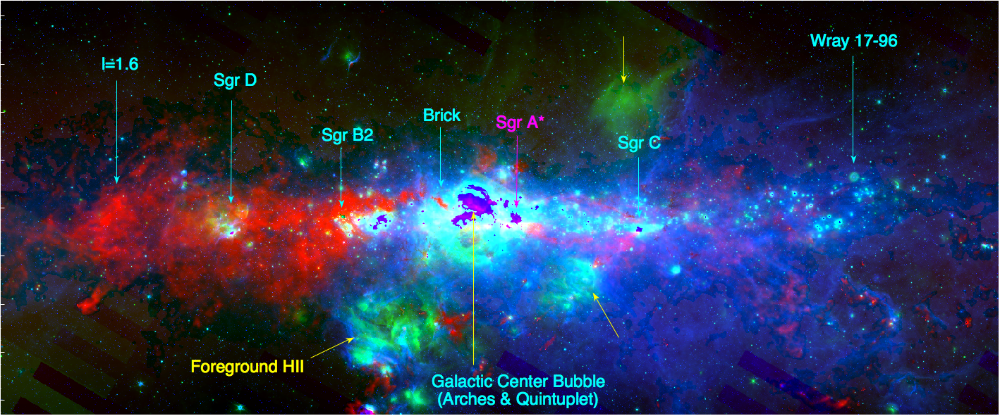 Wray 17-96
l=1.6
Sgr D
Brick
Sgr A*
Sgr B2
Sgr C
Foreground HII
Galactic Center Bubble
(Arches & Quintuplet)